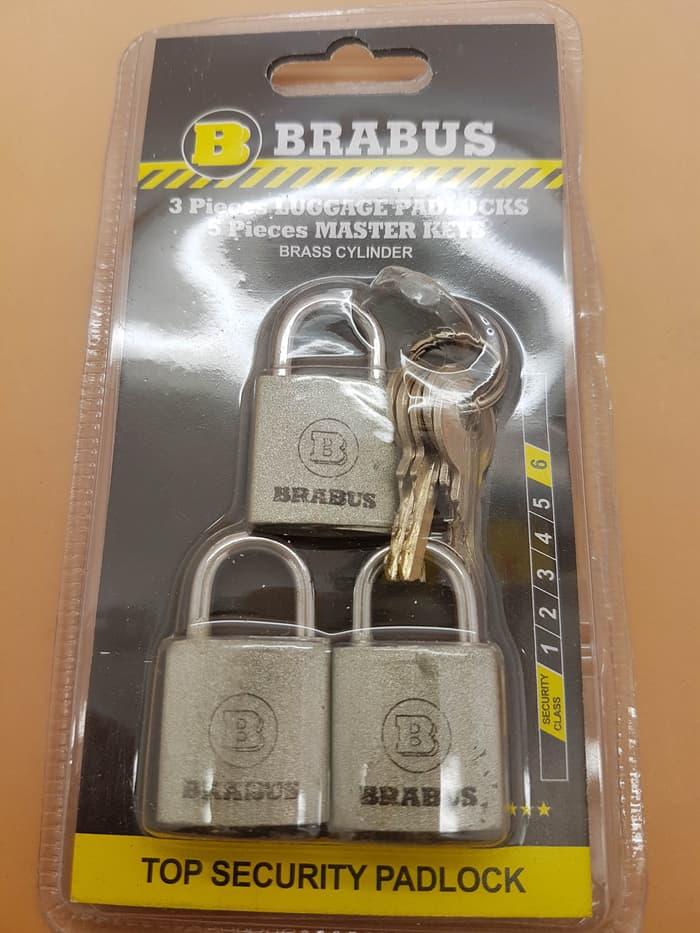 B BRABUS
3 Pieces LUGGAGE PADLOCKS
5 Pieces MASTER KEYS
BRASS CYLINDER
B
BRABUS
B
BRABUS
B
BRABUS
SECURITY CLASS 1 2 3 4 5 6
TOP SECURITY PADLOCK